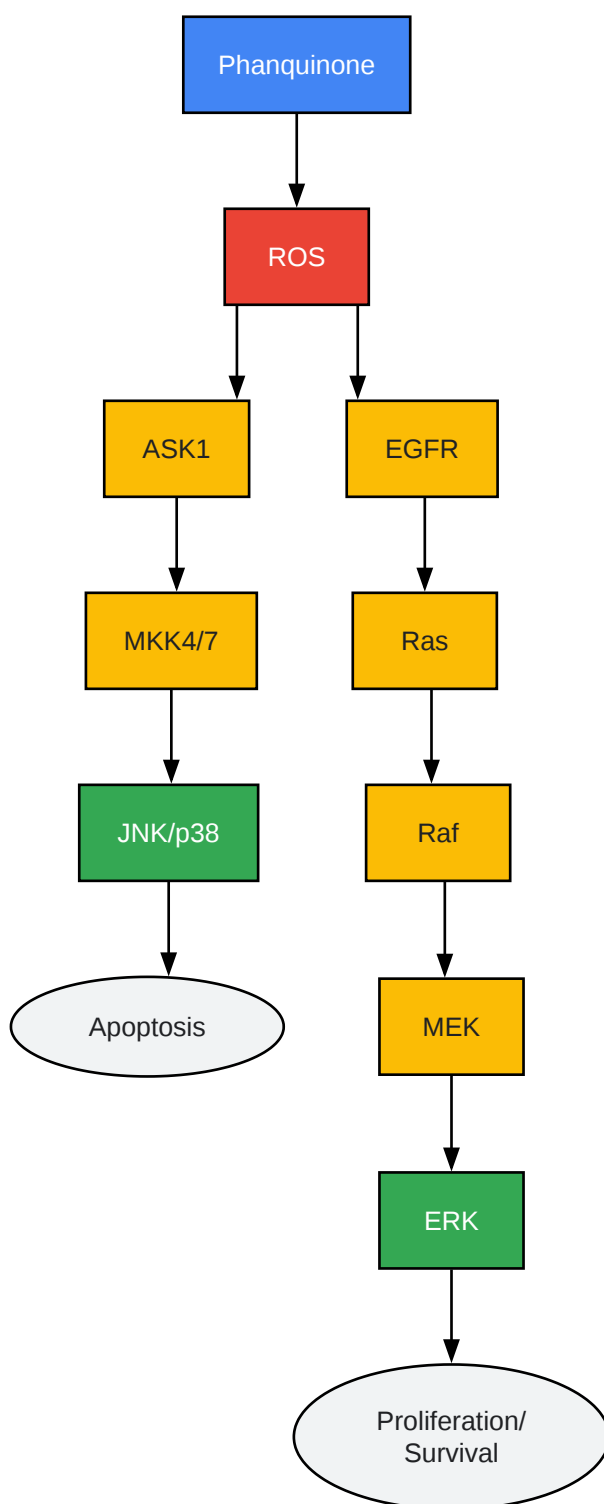 Phanquinone
ROS
ASK1
EGFR
MKK4/7
Ras
JNK/p38
Raf
Apoptosis
MEK
ERK
Proliferation/
Survival